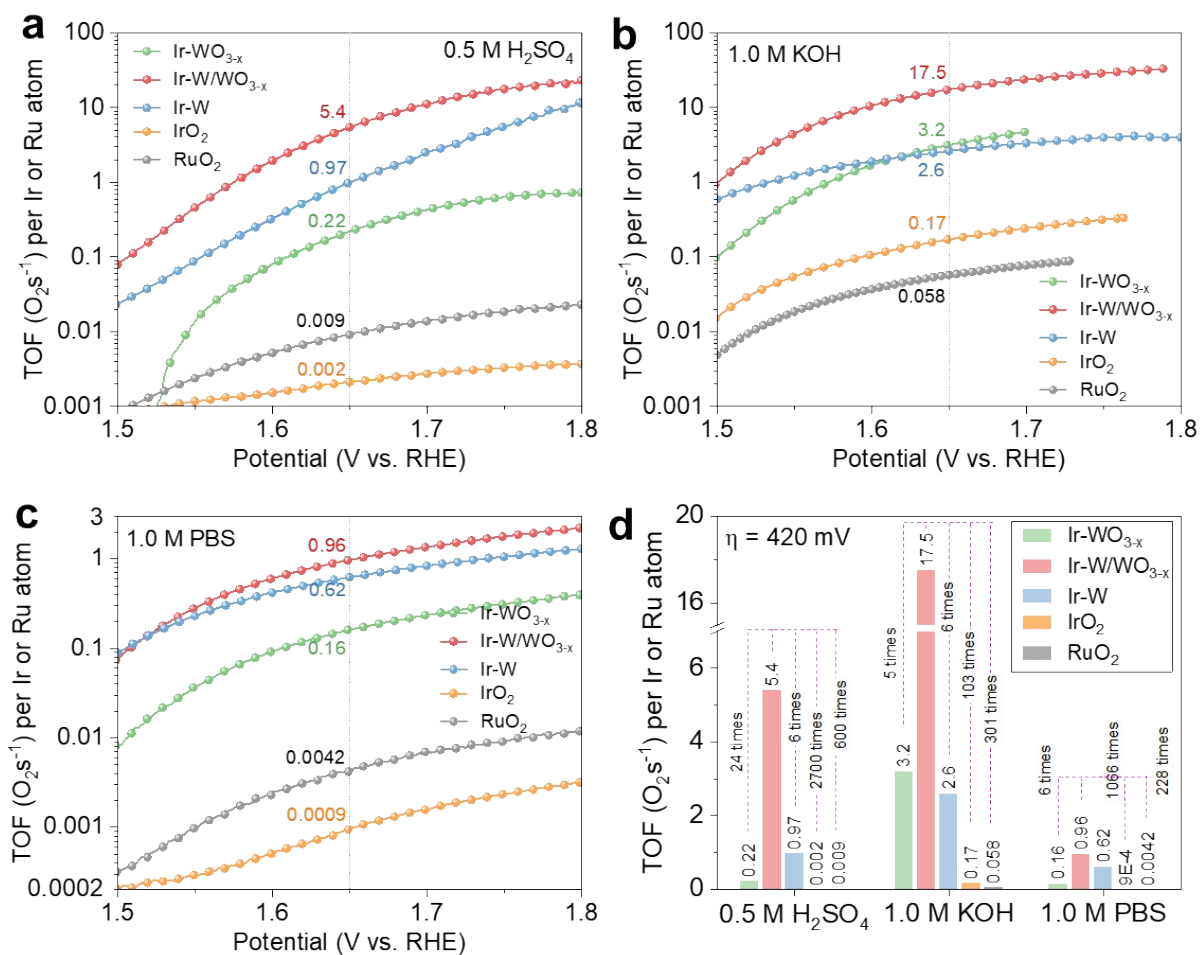 a
0.5 M H₂SO₄
Ir-WO₃₋ₓ
Ir-W/WO₃₋ₓ
Ir-W
IrO₂
RuO₂
5.4
0.97
0.22
0.009
0.002
100
10
1
0.1
0.01
0.001
TOF (O₂s⁻¹) per Ir or Ru atom
1.5 1.6 1.7 1.8
Potential (V vs. RHE)
b
1.0 M KOH
17.5
3.2
2.6
0.17
0.058
Ir-WO₃₋ₓ
Ir-W/WO₃₋ₓ
Ir-W
IrO₂
RuO₂
100
10
1
0.1
0.01
0.001
TOF (O₂s⁻¹) per Ir or Ru atom
1.5 1.6 1.7 1.8
Potential (V vs. RHE)
c
1.0 M PBS
0.96
0.62
0.16
0.0042
0.0009
Ir-WO₃₋ₓ
Ir-W/WO₃₋ₓ
Ir-W
IrO₂
RuO₂
3
1
0.1
0.01
0.001
0.0002
TOF (O₂s⁻¹) per Ir or Ru atom
1.5 1.6 1.7 1.8
Potential (V vs. RHE)
d
η = 420 mV
Ir-WO₃₋ₓ
Ir-W/WO₃₋ₓ
Ir-W
IrO₂
RuO₂
20
16
6
4
2
0
TOF (O₂s⁻¹) per Ir or Ru atom
24 times
6 times
2700 times
600 times
0.22
5.4
0.97
0.002
0.009
5 times
6 times
103 times
301 times
3.2
17.5
2.6
0.17
0.058
6 times
1066 times
228 times
0.16
0.96
0.62
9E-4
0.0042
0.5 M H₂SO₄ 1.0 M KOH 1.0 M PBS